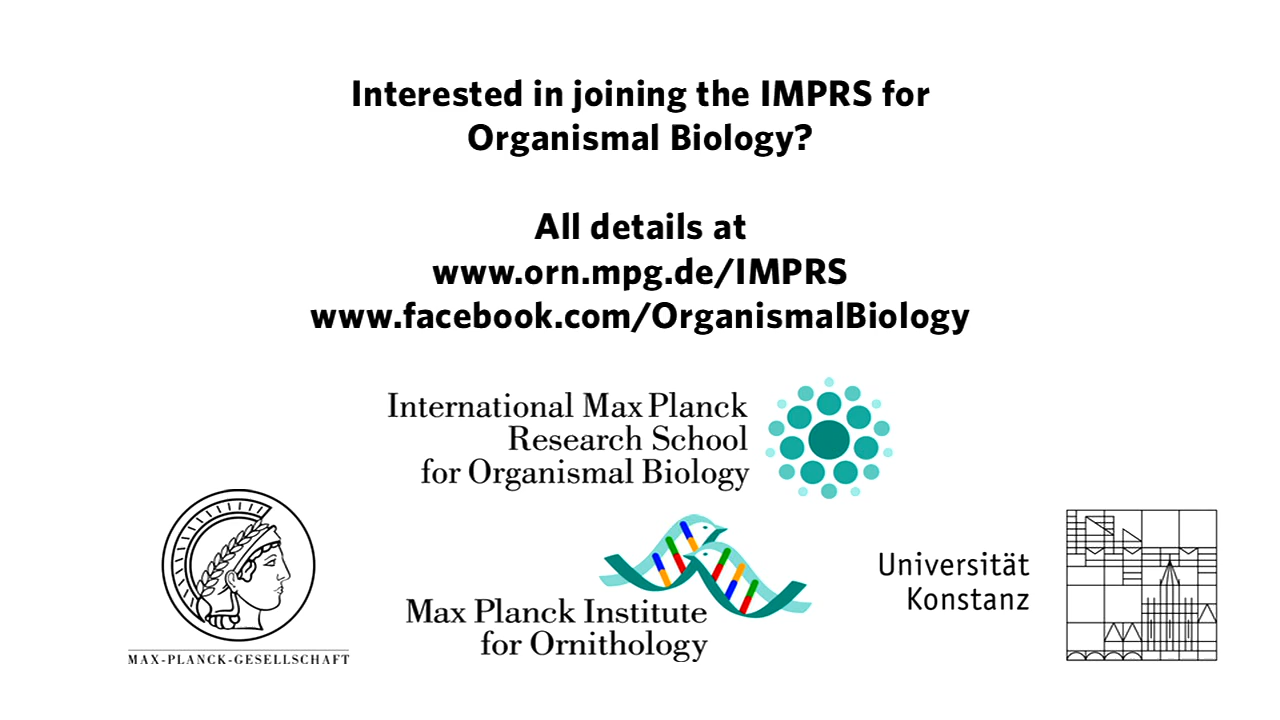 Interested in joining the IMPRS for
Organismal Biology?
All details at
www.orn.mpg.de/IMPRS
www.facebook.com/OrganismalBiology
International Max Planck
Research School
for Organismal Biology
MAX-PLANCK-GESELLSCHAFT
Max Planck Institute
for Ornithology
Universität
Konstanz